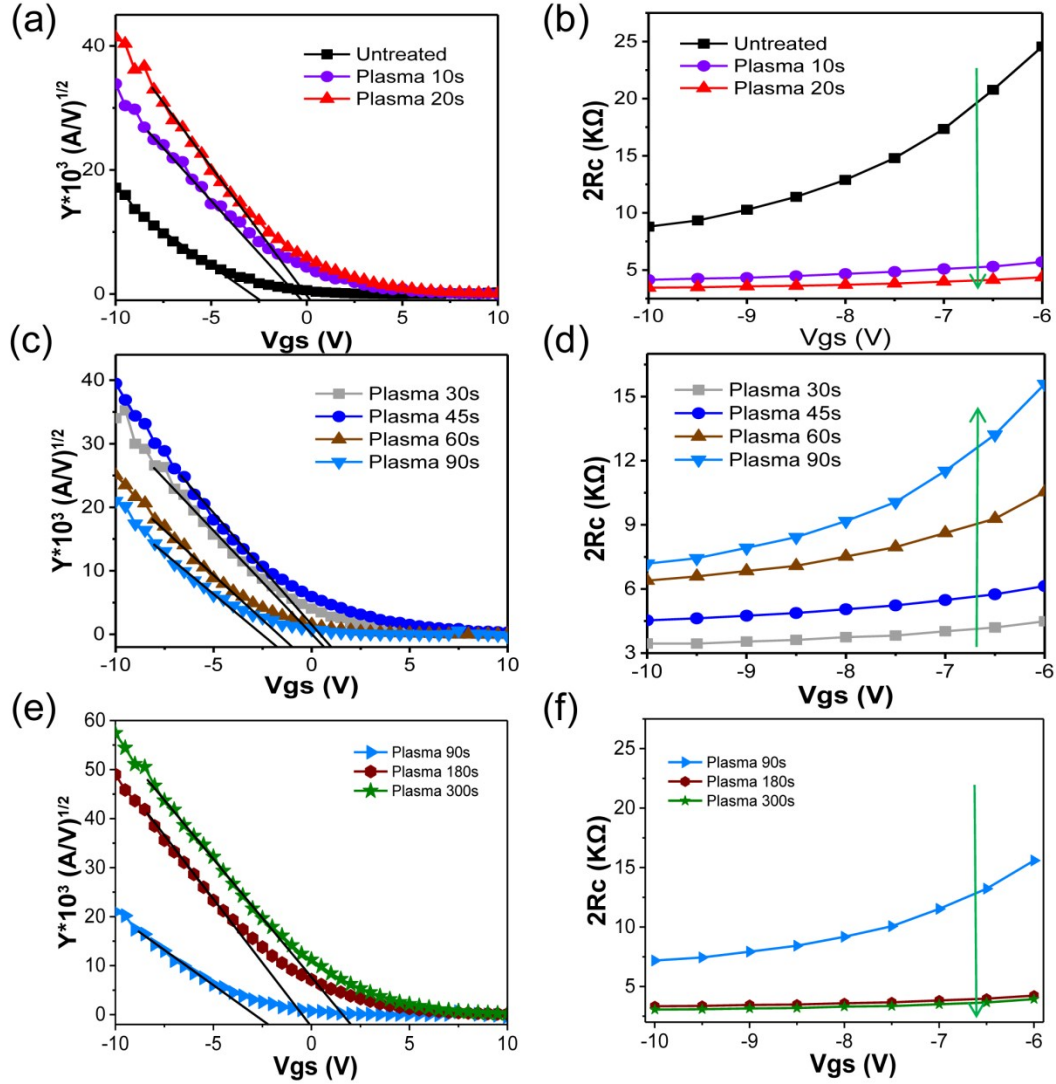 (a)
Y*10³ (A/V)^1/2
40
20
0
Untreated
Plasma 10s
Plasma 20s
-10 -5 0 5 10
Vgs (V)
(b)
2Rc (KΩ)
25
20
15
10
5
Untreated
Plasma 10s
Plasma 20s
-10 -9 -8 -7 -6
Vgs (V)
(c)
Y*10³ (A/V)^1/2
40
30
20
10
0
Plasma 30s
Plasma 45s
Plasma 60s
Plasma 90s
-10 -5 0 5 10
Vgs (V)
(d)
2Rc (KΩ)
15
12
9
6
3
Plasma 30s
Plasma 45s
Plasma 60s
Plasma 90s
-10 -9 -8 -7 -6
Vgs (V)
(e)
Y*10³ (A/V)^1/2
60
50
40
30
20
10
0
Plasma 90s
Plasma 180s
Plasma 300s
-10 -5 0 5 10
Vgs (V)
(f)
2Rc (KΩ)
25
20
15
10
5
Plasma 90s
Plasma 180s
Plasma 300s
-10 -9 -8 -7 -6
Vgs (V)